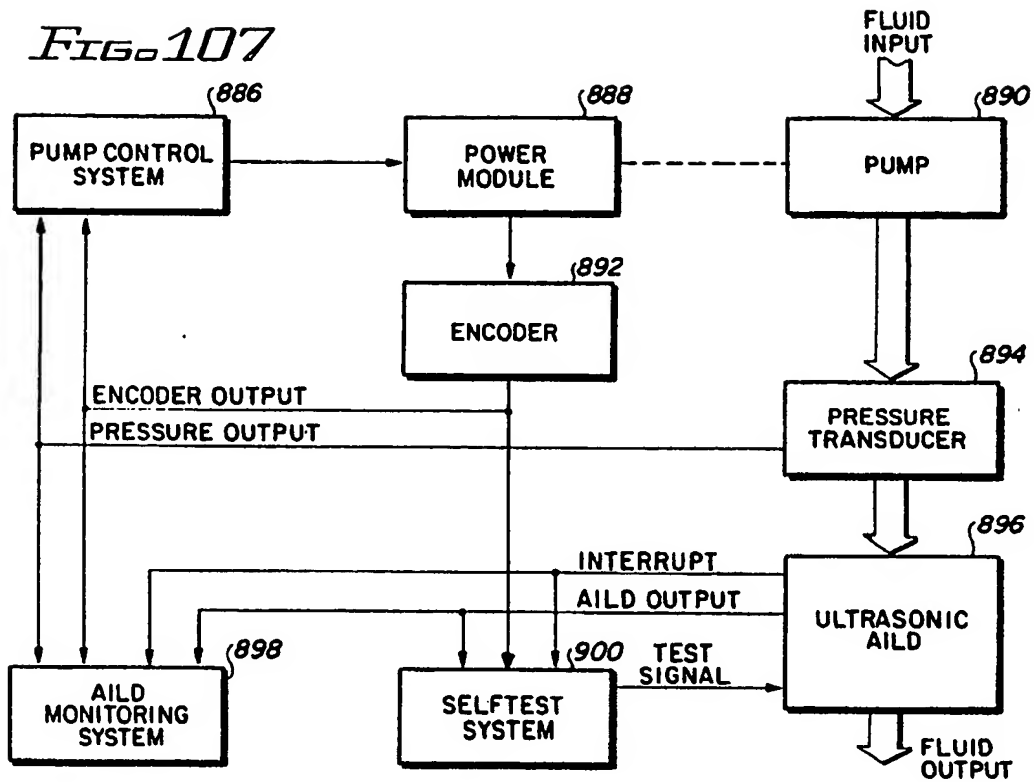 FIG. 107
FLUID
INPUT
886
888
890
PUMP CONTROL
SYSTEM
POWER
MODULE
PUMP
892
ENCODER
894
ENCODER OUTPUT
PRESSURE OUTPUT
PRESSURE
TRANSDUCER
896
INTERRUPT
AILD OUTPUT
ULTRASONIC
AILD
898
900
TEST
SIGNAL
AILD
MONITORING
SYSTEM
SELFTEST
SYSTEM
FLUID
OUTPUT